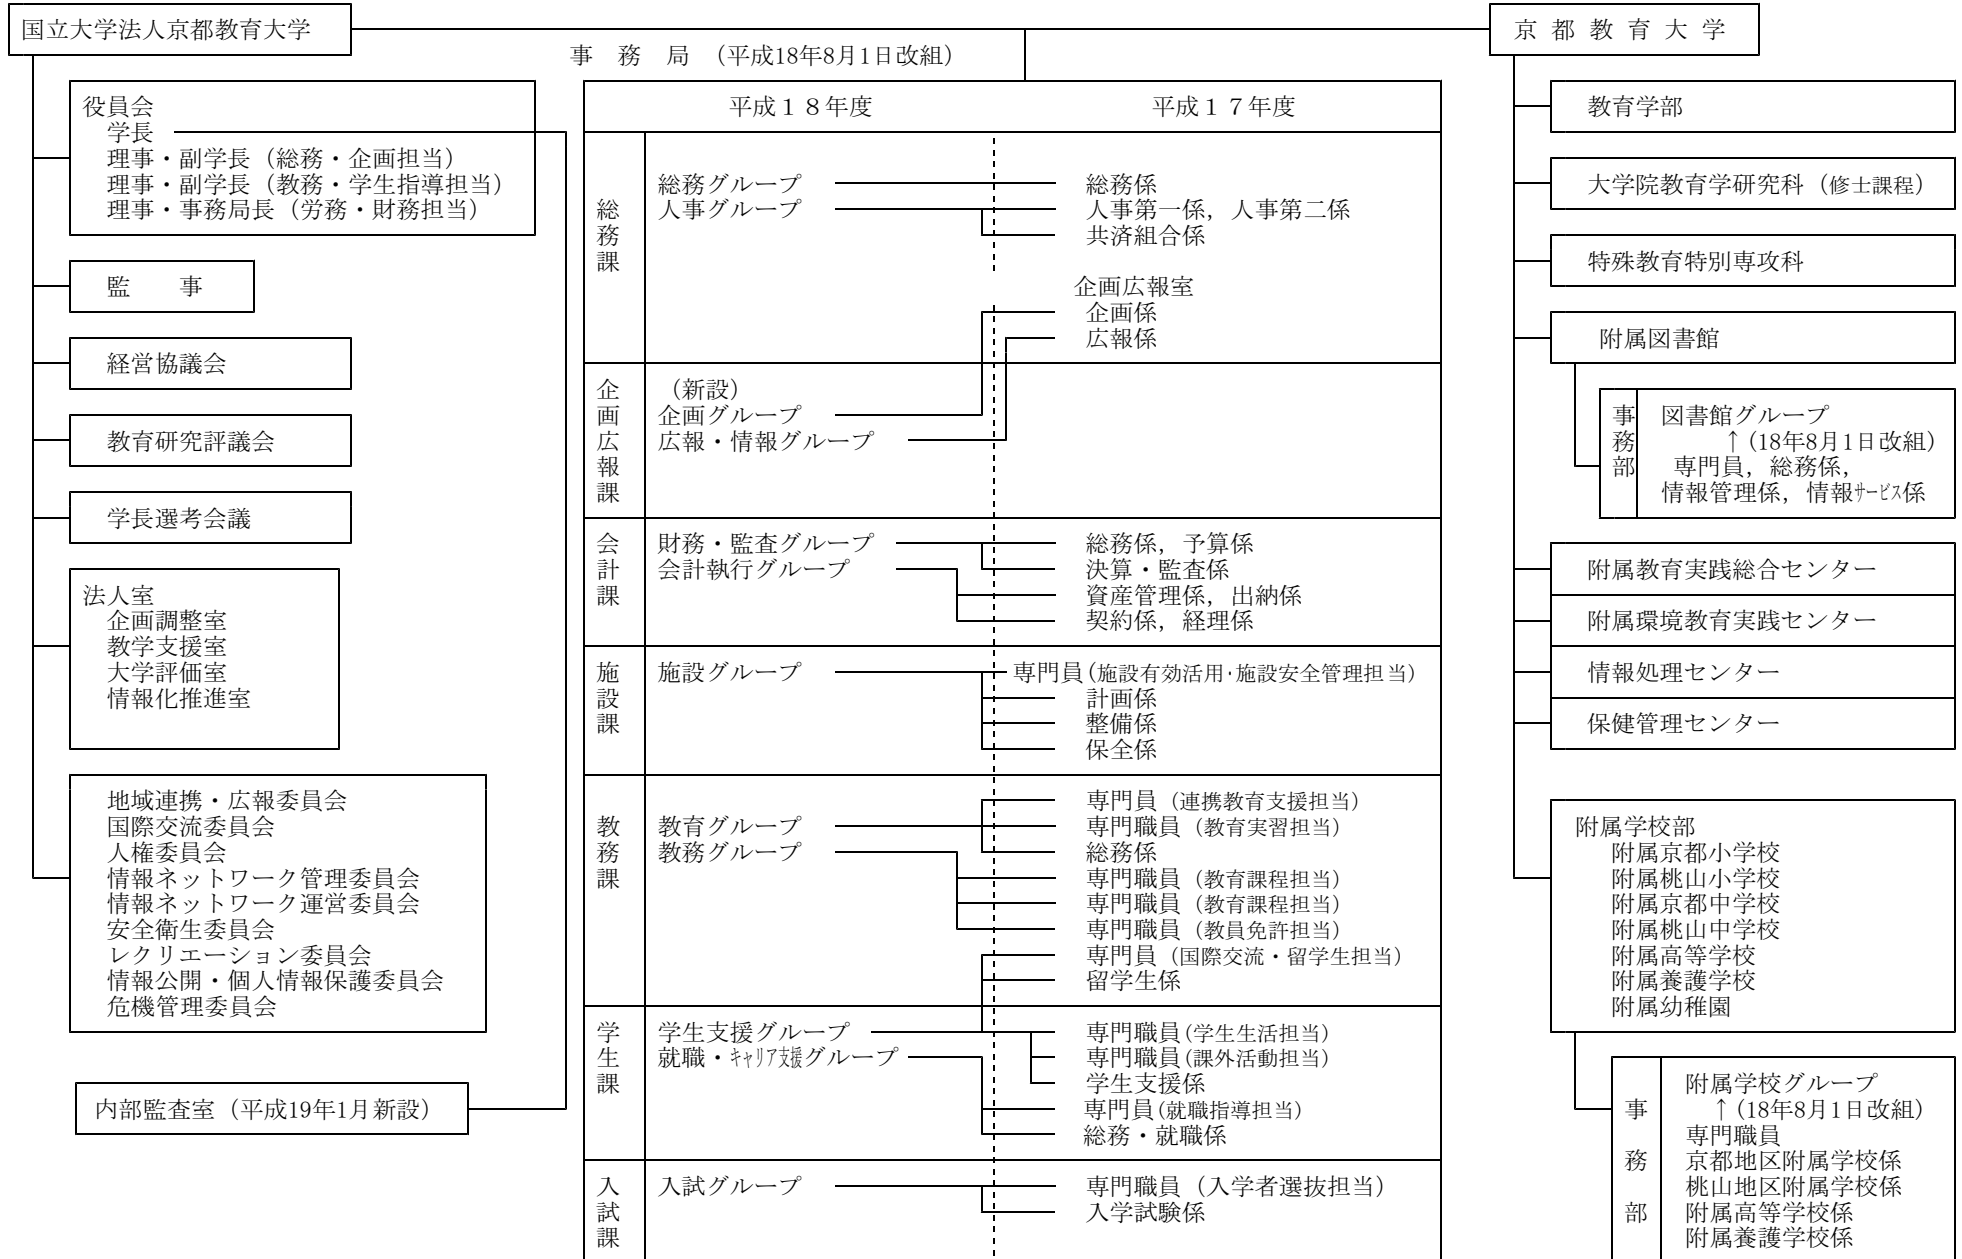 国立大学法人京都教育大学
役員会
学長
理事・副学長（総務・企画担当）
理事・副学長（教務・学生指導担当）
理事・事務局長（労務・財務担当）
監　　事
経営協議会
教育研究評議会
学長選考会議
法人室
企画調整室
教学支援室
大学評価室
情報化推進室
地域連携・広報委員会
国際交流委員会
人権委員会
情報ネットワーク管理委員会
情報ネットワーク運営委員会
安全衛生委員会
レクリエーション委員会
情報公開・個人情報保護委員会
危機管理委員会
内部監査室（平成19年1月新設）
事　務　局　（平成18年8月1日改組）
平成１８年度　平成１７年度
総務課
総務グループ　総務係
人事グループ　人事第一係，人事第二係
共済組合係
企画広報室
企画係
広報係
企画広報課
（新設）
企画グループ
広報・情報グループ
会計課
財務・監査グループ　総務係，予算係
会計執行グループ　決算・監査係
資産管理係，出納係
契約係，経理係
施設課
施設グループ　専門員(施設有効活用･施設安全管理担当)
計画係
整備係
保全係
教務課
専門員（連携教育支援担当）
教育グループ　専門職員（教育実習担当）
教務グループ　総務係
専門職員（教育課程担当）
専門職員（教育課程担当）
専門職員（教員免許担当）
専門員（国際交流・留学生担当）
留学生係
学生課
学生支援グループ　専門職員(学生生活担当)
就職・ｷｬﾘｱ支援グループ　専門職員(課外活動担当)
学生支援係
専門員(就職指導担当)
総務・就職係
入試課
入試グループ　専門職員（入学者選抜担当）
入学試験係
京 都 教 育 大 学
教育学部
大学院教育学研究科（修士課程）
特殊教育特別専攻科
附属図書館
事務部
図書館グループ
↑(18年8月1日改組)
専門員，総務係，
情報管理係，情報ｻｰﾋﾞｽ係
附属教育実践総合センター
附属環境教育実践センター
情報処理センター
保健管理センター
附属学校部
附属京都小学校
附属桃山小学校
附属京都中学校
附属桃山中学校
附属高等学校
附属養護学校
附属幼稚園
事務部
附属学校グループ
↑(18年8月1日改組)
専門職員
京都地区附属学校係
桃山地区附属学校係
附属高等学校係
附属養護学校係